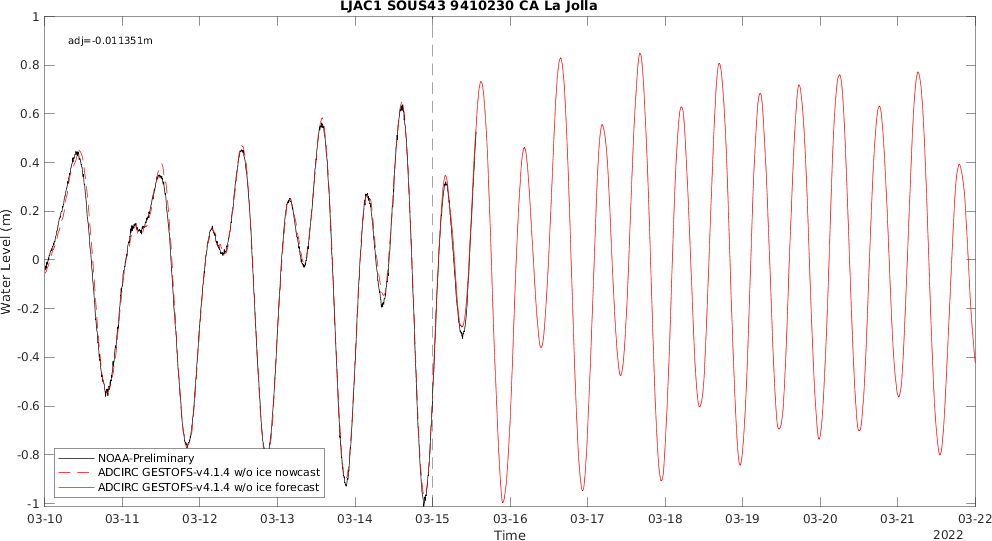 LJAC1 SOUS43 9410230 CA La Jolla
adj=-0.011351m
Water Level (m)
1
0.8
0.6
0.4
0.2
0
-0.2
-0.4
-0.6
-0.8
-1
NOAA-Preliminary
ADCIRC GESTOFS-v4.1.4 w/o ice nowcast
ADCIRC GESTOFS-v4.1.4 w/o ice forecast
03-10 03-11 03-12 03-13 03-14 03-15 03-16 03-17 03-18 03-19 03-20 03-21 03-22
Time
2022